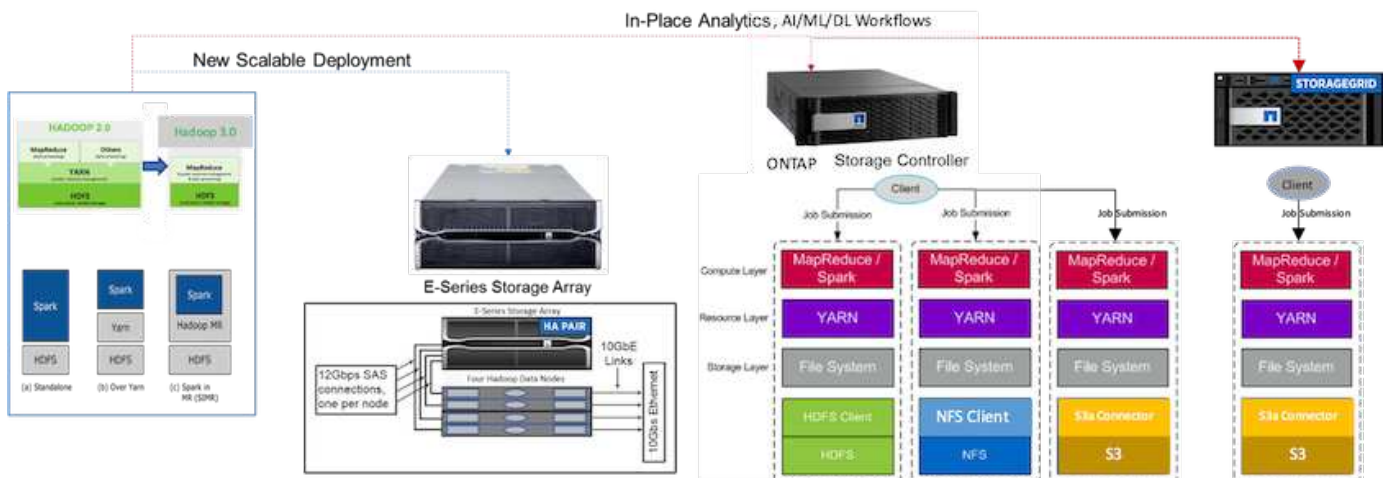 In-Place Analytics, AI/ML/DL Workflows
New Scalable Deployment
HADOOP 2.0
MapReduce
Others
YARN
HDFS
Hadoop 3.0
MapReduce
HDFS
Spark
HDFS
(a) Standalone
Spark
Yarn
HDFS
(b) Over Yarn
Spark
Hadoop MR
HDFS
(c) Spark in
MR (SIMR)
E-Series Storage Array
E-Series Storage Array
HA PAIR
10GbE
Links
12Gbps SAS
connections,
one per node
Four Hadoop Data Nodes
10Gbs Ethernet
ONTAP
Storage Controller
STORAGEGRID
Client
Job Submission
Job Submission
Job Submission
Compute Layer
Resource Layer
Storage Layer
MapReduce /
Spark
YARN
File System
HDFS Client
HDFS
MapReduce /
Spark
YARN
File System
NFS Client
NFS
MapReduce /
Spark
YARN
File System
S3a Connector
S3
Client
Job Submission
MapReduce /
Spark
YARN
File System
S3a Connector
S3